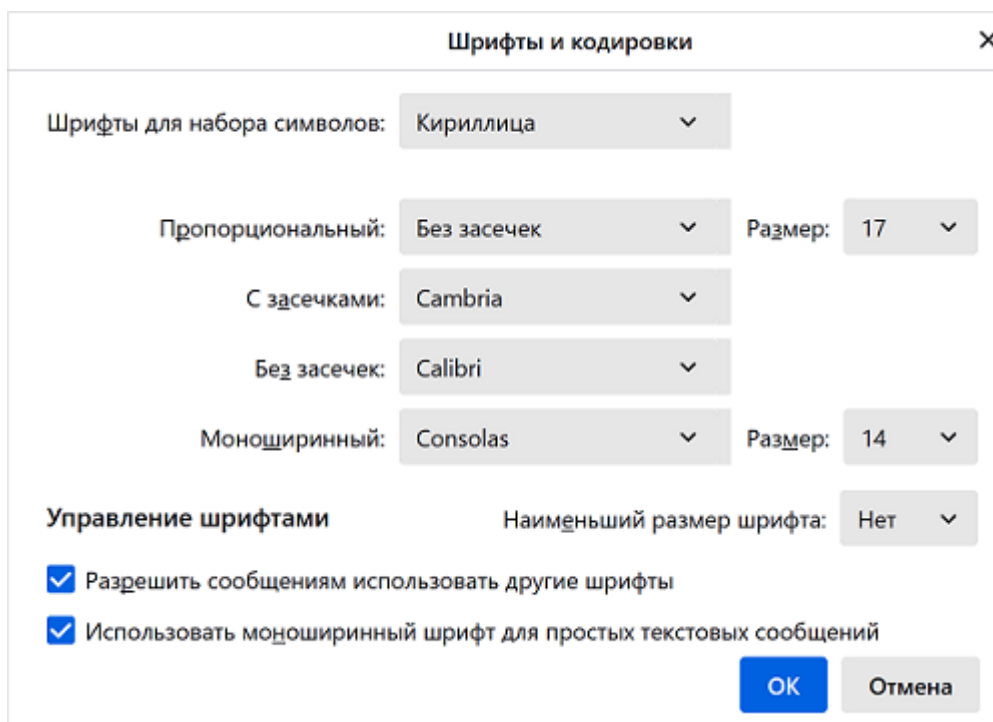 Шрифты и кодировки
Шрифты для набора символов: Кириллица
Пропорциональный: Без засечек Размер: 17
С засечками: Cambria
Без засечек: Calibri
Моноширинный: Consolas Размер: 14
Управление шрифтами Наименьший размер шрифта: Нет
Разрешить сообщениям использовать другие шрифты
Использовать моноширинный шрифт для простых текстовых сообщений
ОК Отмена